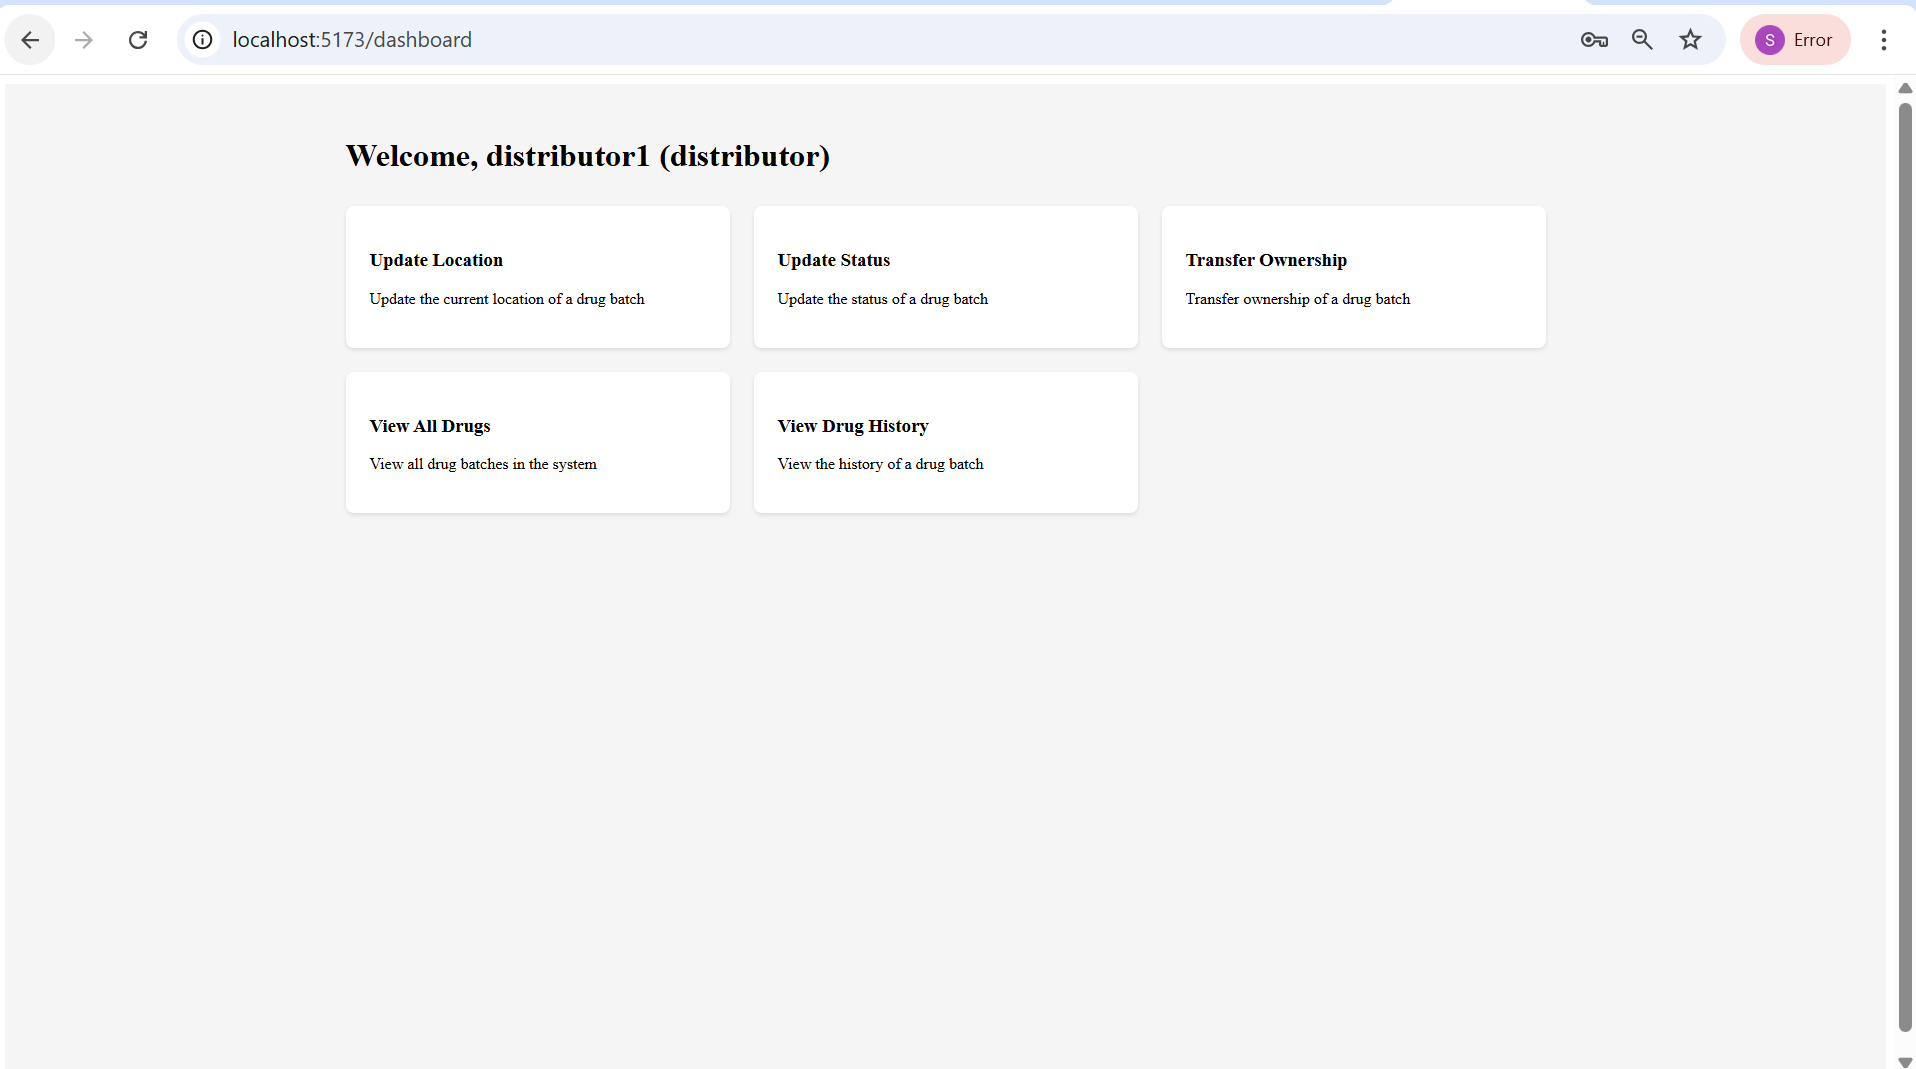 localhost:5173/dashboard
S Error
Welcome, distributor1 (distributor)
Update Location
Update the current location of a drug batch
Update Status
Update the status of a drug batch
Transfer Ownership
Transfer ownership of a drug batch
View All Drugs
View all drug batches in the system
View Drug History
View the history of a drug batch